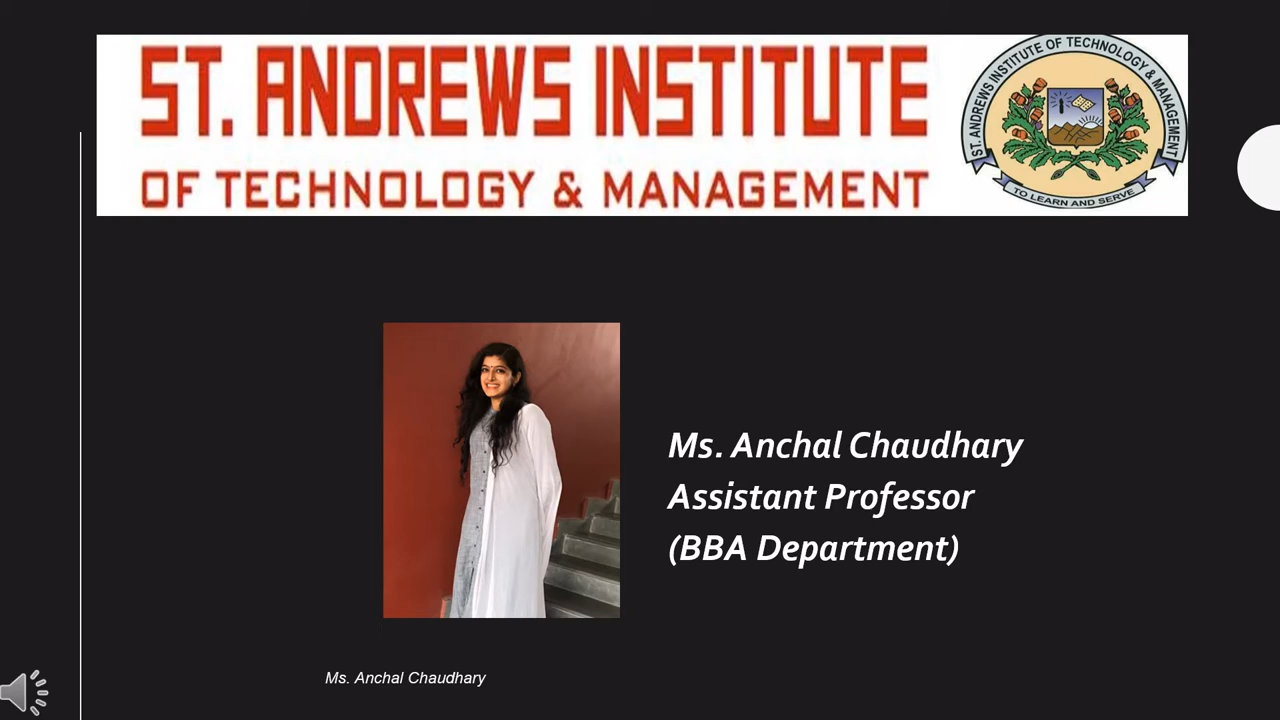 ST. ANDREWS INSTITUTE
OF TECHNOLOGY & MANAGEMENT
ST. ANDREWS INSTITUTE OF TECHNOLOGY & MANAGEMENT
TO LEARN AND SERVE
Ms. Anchal Chaudhary
Assistant Professor
(BBA Department)
Ms. Anchal Chaudhary